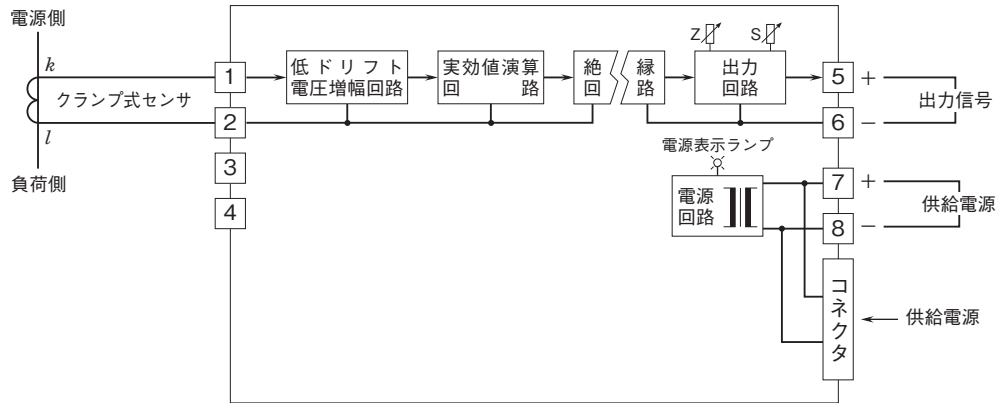 電源側
k
クランプ式センサ
l
負荷側
1
2
3
4
低ドリフト
電圧増幅回路
実効値演算
回 路
絶 縁
回 路
Z
S
出力
回路
電源表示ランプ
電源
回路
5 +
6 −
出力信号
7 +
8 −
供給電源
コネクタ
供給電源